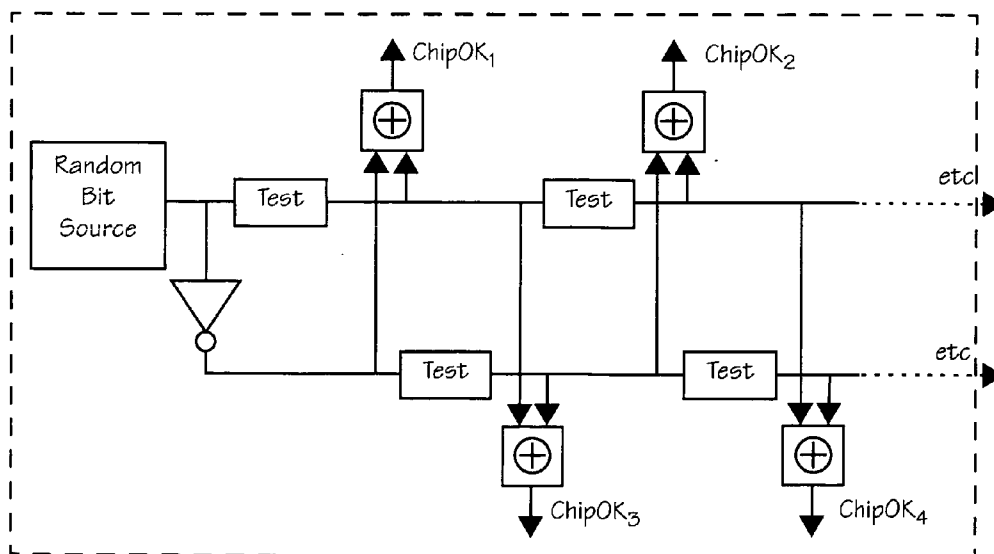 ChipOK₁
ChipOK₂
Random
Bit
Source
Test
Test
etc
Test
Test
etc
ChipOK₃
ChipOK₄